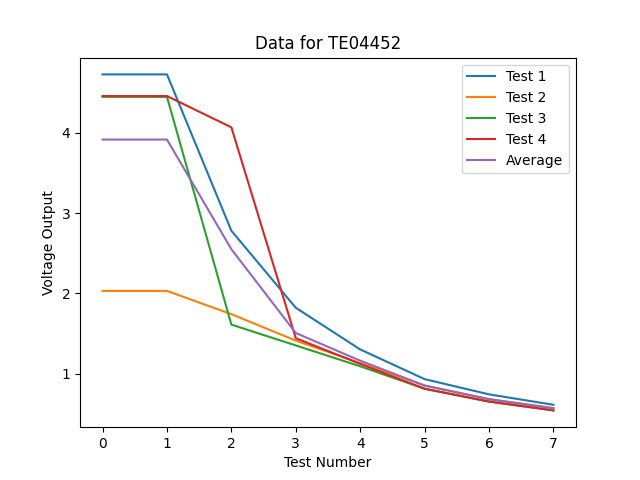 Data for TE04452
Test 1
Test 2
Test 3
Test 4
Average
Voltage Output
4
3
2
1
0 1 2 3 4 5 6 7
Test Number